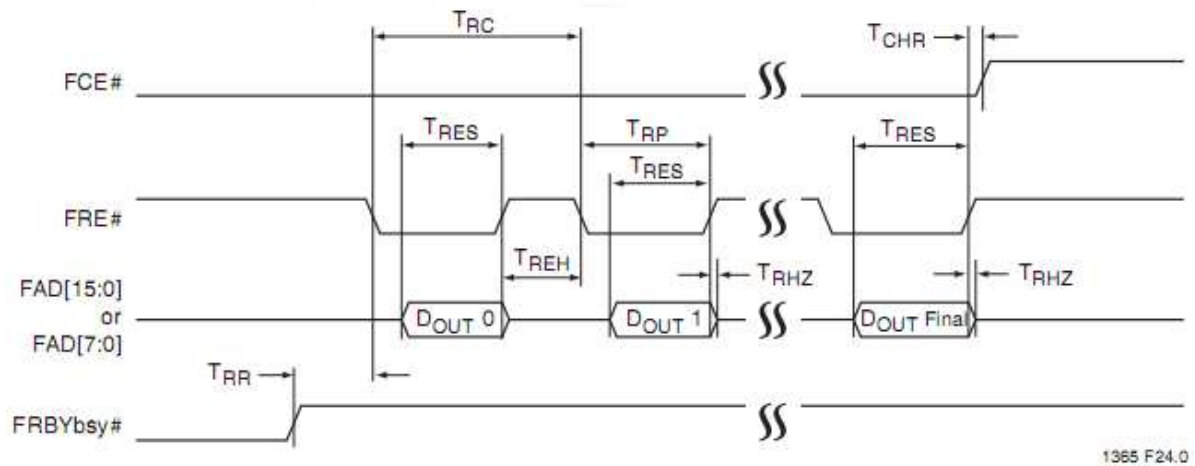 TRC
TCHR
FCE#
TRES
TRP
TRES
TRES
FRE#
TREH
TRHZ
TRHZ
FAD[15:0]
or
FAD[7:0]
DOUT 0
DOUT 1
DOUT Final
TRR
FRBYbsy#
1365 F24.0